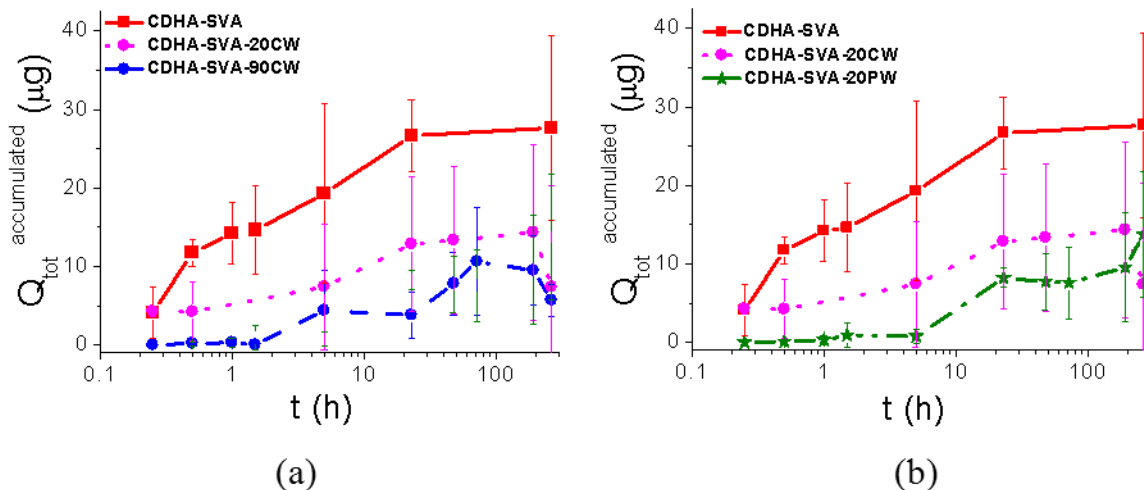 40
30
20
10
0
accumulated
Q_tot (µg)
CDHA-SVA
CDHA-SVA-20CW
CDHA-SVA-90CW
0.1 1 10 100
t (h)
(a)
40
30
20
10
0
accumulated
Q_tot (µg)
CDHA-SVA
CDHA-SVA-20CW
CDHA-SVA-20PW
0.1 1 10 100
t (h)
(b)